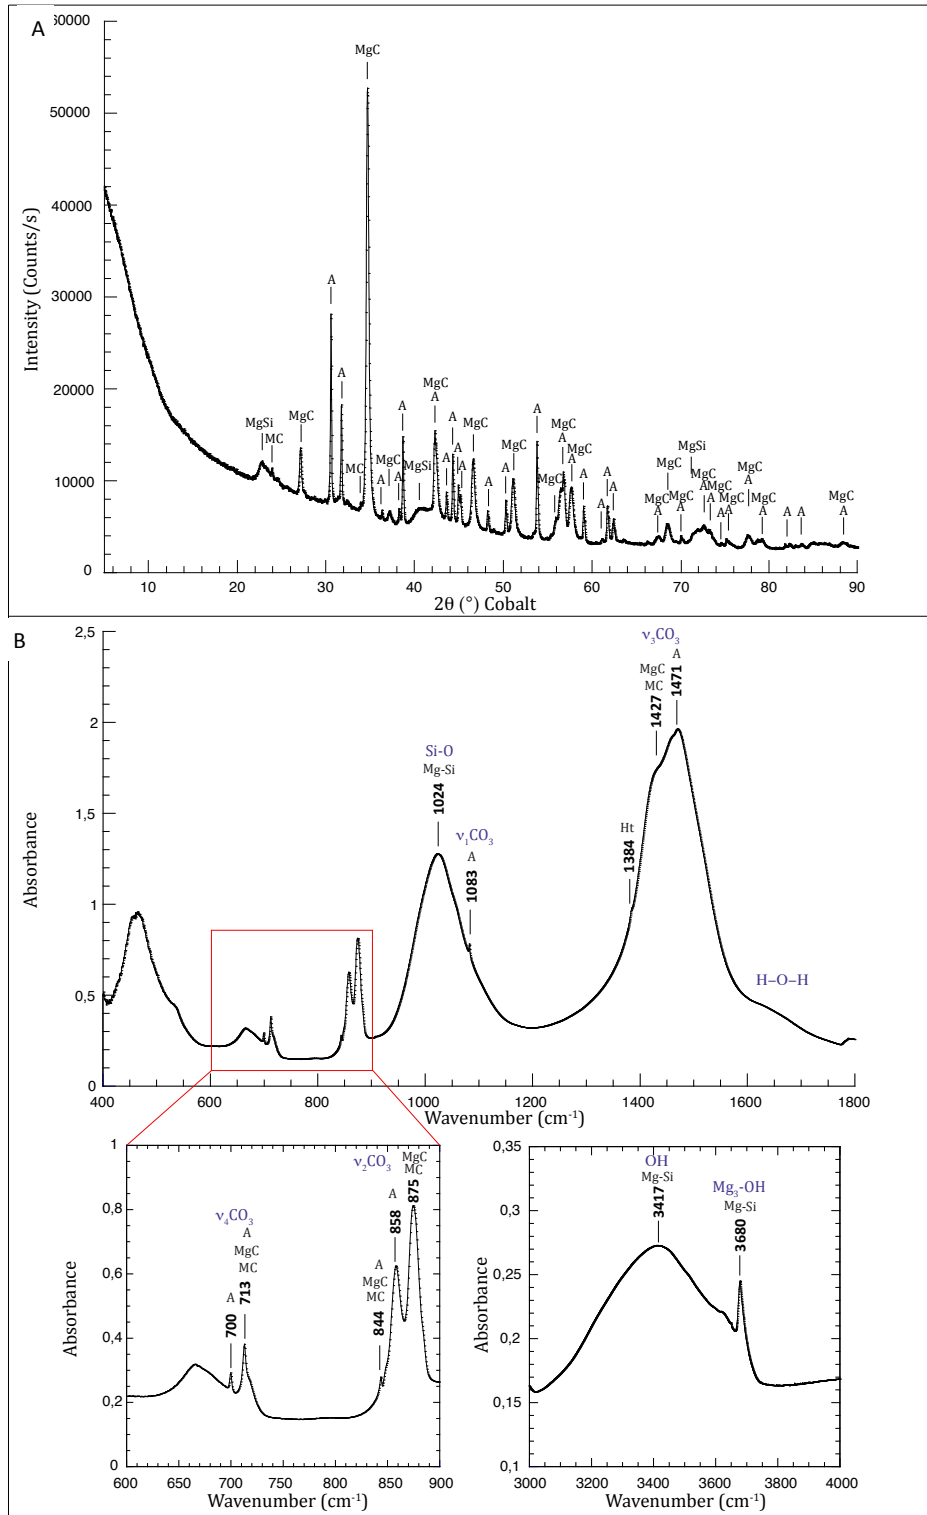 A
60000
50000
40000
30000
20000
10000
0
Intensity (Counts/s)
MgC
A
A
MgSi
MC
MgC
MC
A
MgC
A
A
MgSi
MgC
A
A
A
A
A
MgC
A
A
MgC
A
MgC
MgC
A
MgC
A
A
A
A
A
MgC
A
MgC
MgC
A
MgSi
MgC
A
MgC
A
MgC
A
A
MgC
A
MgC
A
A
A
MgC
A
10 20 30 40 50 60 70 80 90
2θ (°) Cobalt
B
2,5
2
1,5
1
0,5
0
Absorbance
Si-O
Mg-Si
1024
ν₁CO₃
A
1083
Ht
1384
ν₃CO₃
MgC
MC
1427
A
1471
H–O–H
400 600 800 1000 1200 1400 1600 1800
Wavenumber (cm⁻¹)
1
0,8
0,6
0,4
0,2
0
Absorbance
ν₄CO₃
A
700
A
MgC
MC
713
ν₂CO₃
A
MgC
MC
844
A
858
MgC
MC
875
600 650 700 750 800 850 900
Wavenumber (cm⁻¹)
0,35
0,3
0,25
0,2
0,15
0,1
Absorbance
OH
Mg-Si
3417
Mg₃-OH
Mg-Si
3680
3000 3200 3400 3600 3800 4000
Wavenumber (cm⁻¹)